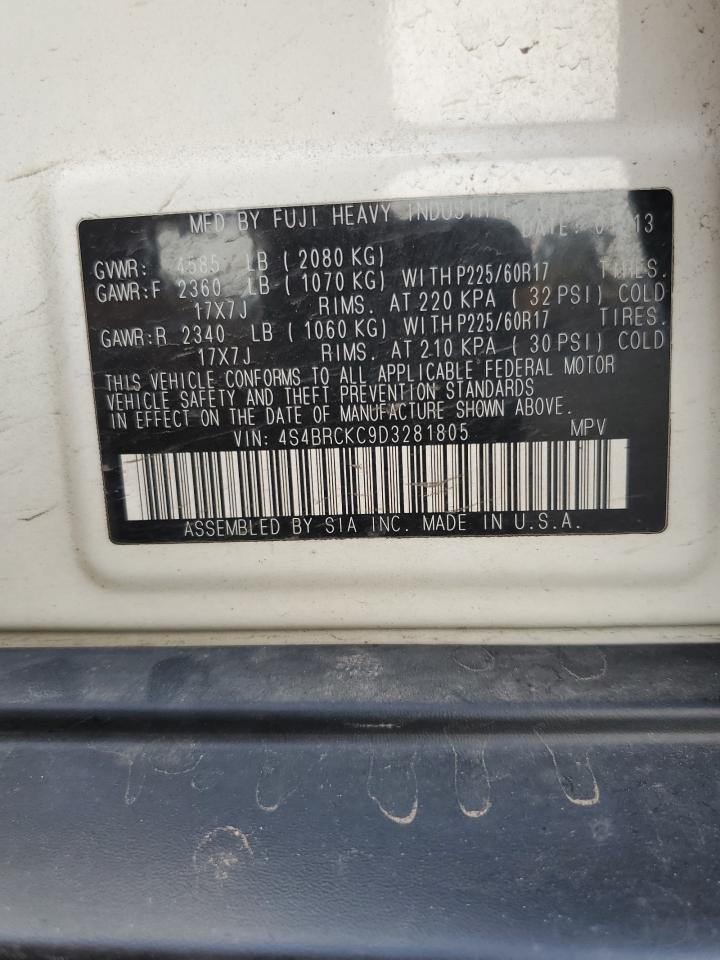 MFD BY FUJI HEAVY
DATE: 13
GVWR: 4585 LB ( 2080 KG)
GAWR:F 2360 LB ( 1070 KG) WITH P225/60R17 TIRES.
17X7J RIMS. AT 220 KPA ( 32 PSI) COLD
GAWR:R 2340 LB ( 1060 KG) WITH P225/60R17 TIRES.
17X7J RIMS. AT 210 KPA ( 30 PSI) COLD
THIS VEHICLE CONFORMS TO ALL APPLICABLE FEDERAL MOTOR
VEHICLE SAFETY AND THEFT PREVENTION STANDARDS
IN EFFECT ON THE DATE OF MANUFACTURE SHOWN ABOVE.
VIN: 4S4BRCKC9D3281805 MPV
ASSEMBLED BY SIA INC. MADE IN U.S.A.